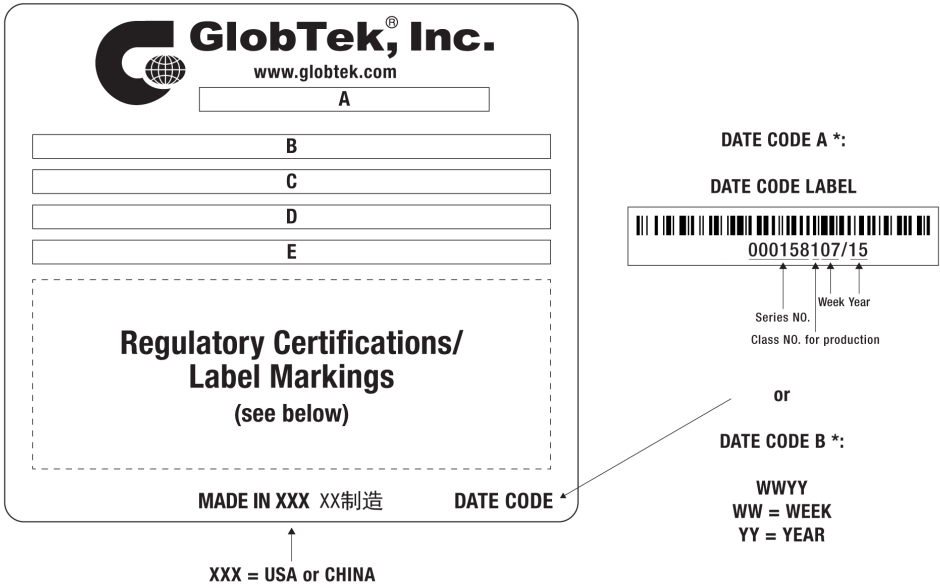 GlobTek,® Inc.
www.globtek.com
A
B
C
D
E
Regulatory Certifications/
Label Markings
(see below)
MADE IN XXX XX制造
DATE CODE
XXX = USA or CHINA
DATE CODE A *:
DATE CODE LABEL
000158107/15
Week Year
Series NO.
Class NO. for production
or
DATE CODE B *:
WWYY
WW = WEEK
YY = YEAR